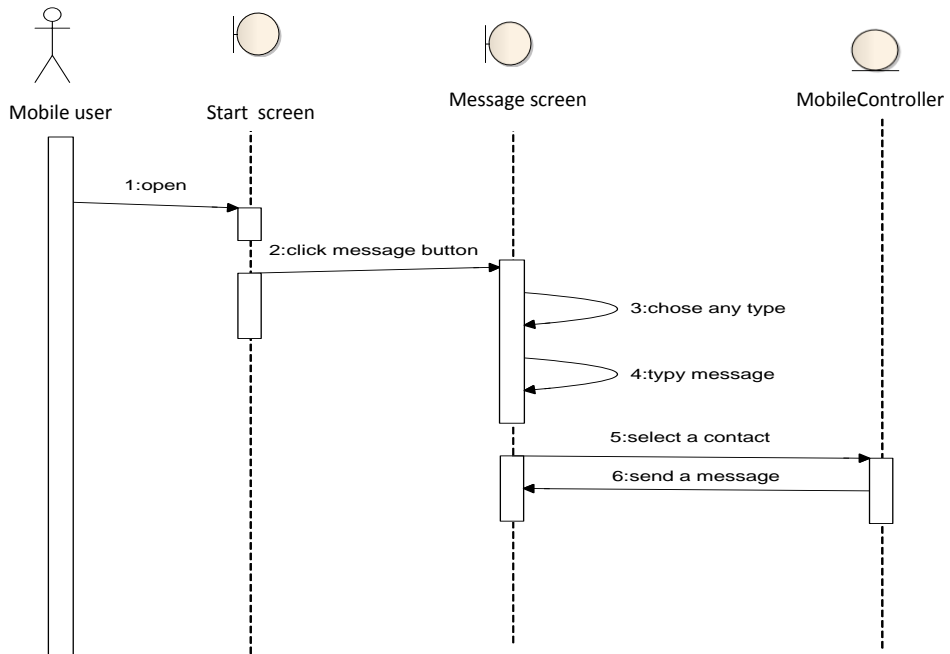 Mobile user
Start screen
Message screen
MobileController
1:open
2:click message button
3:chose any type
4:typy message
5:select a contact
6:send a message